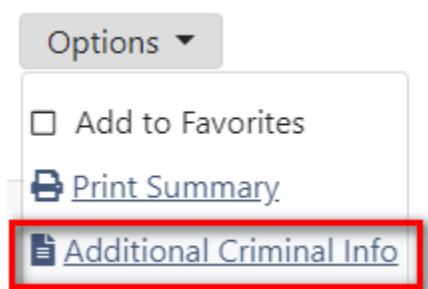 Options
Add to Favorites
Print Summary
Additional Criminal Info